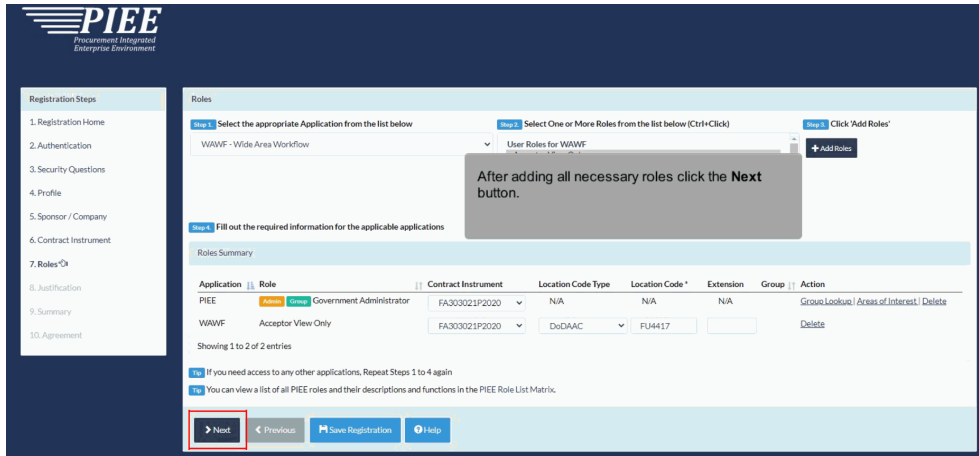 PIEE
Procurement Integrated
Enterprise Environment
Registration Steps
1. Registration Home
2. Authentication
3. Security Questions
4. Profile
5. Sponsor / Company
6. Contract Instrument
7. Roles
8. Justification
9. Summary
10. Agreement
Roles
Step 1. Select the appropriate Application from the list below
WAWF - Wide Area Workflow
Step 2. Select One or More Roles from the list below (Ctrl+Click)
User Roles for WAWF
Step 3. Click 'Add Roles'
Add Roles
After adding all necessary roles click the Next
button.
Step 4. Fill out the required information for the applicable applications
Roles Summary
Application Role Contract Instrument Location Code Type Location Code * Extension Group Action
PIEE Admin Group Government Administrator FA303021P2020 N/A N/A N/A Group Lookup | Areas of Interest | Delete
WAWF Acceptor View Only FA303021P2020 DoDAAC FU4417 Delete
Showing 1 to 2 of 2 entries
Tip If you need access to any other applications, Repeat Steps 1 to 4 again
Tip You can view a list of all PIEE roles and their descriptions and functions in the PIEE Role List Matrix.
Next Previous Save Registration Help